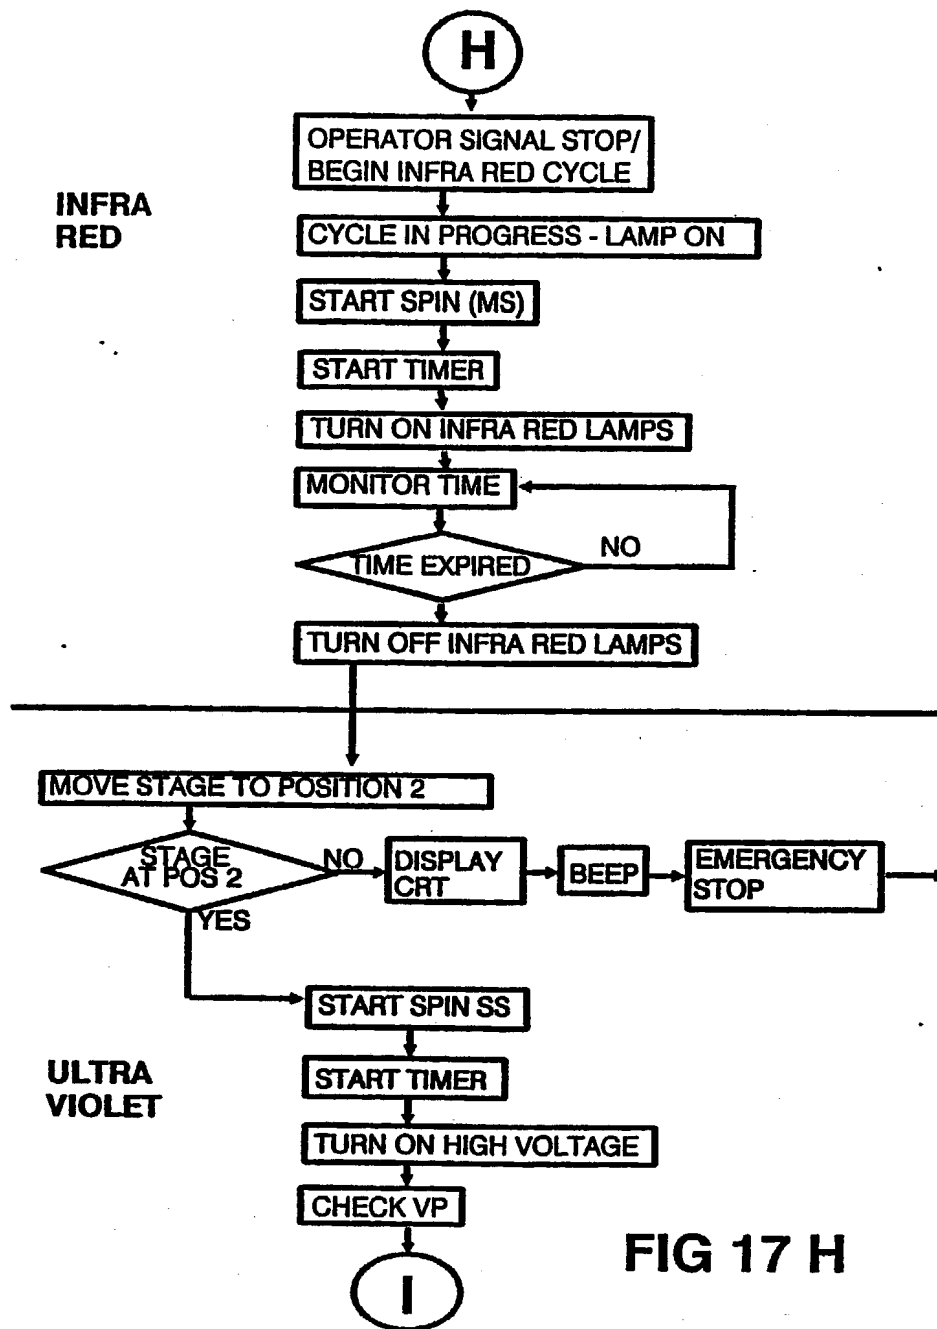 H
OPERATOR SIGNAL STOP/
BEGIN INFRA RED CYCLE
INFRA
RED
CYCLE IN PROGRESS - LAMP ON
START SPIN (MS)
START TIMER
TURN ON INFRA RED LAMPS
MONITOR TIME
TIME EXPIRED
NO
TURN OFF INFRA RED LAMPS
MOVE STAGE TO POSITION 2
STAGE
AT POS 2
NO
DISPLAY
CRT
BEEP
EMERGENCY
STOP
YES
START SPIN SS
ULTRA
VIOLET
START TIMER
TURN ON HIGH VOLTAGE
CHECK VP
I
FIG 17 H